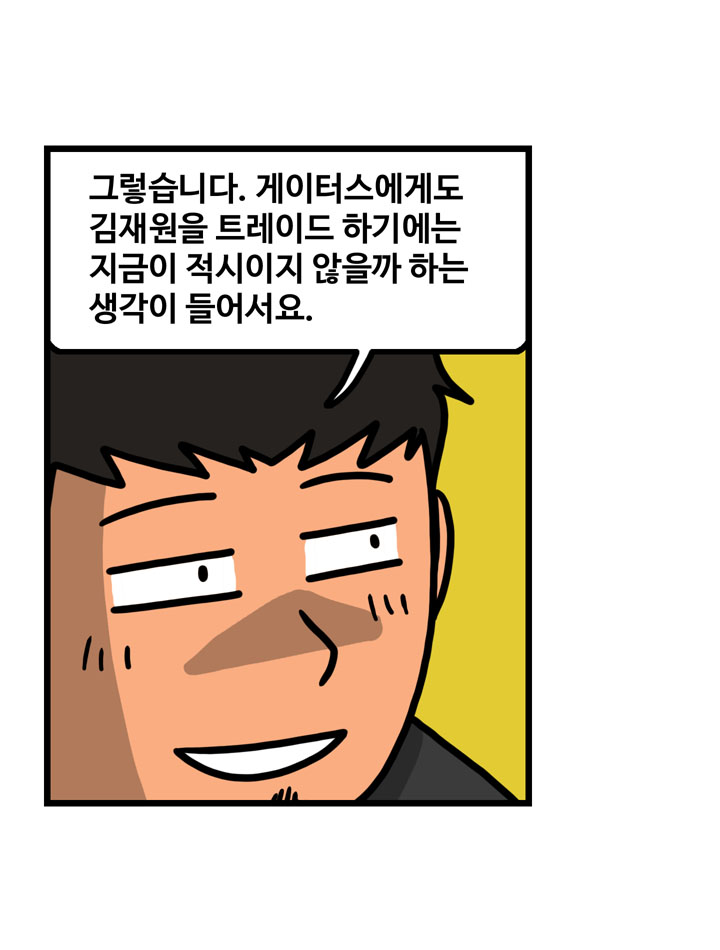 그렇습니다. 게이터스에게도
김재원을 트레이드 하기에는
지금이 적시이지 않을까 하는
생각이 들어서요.